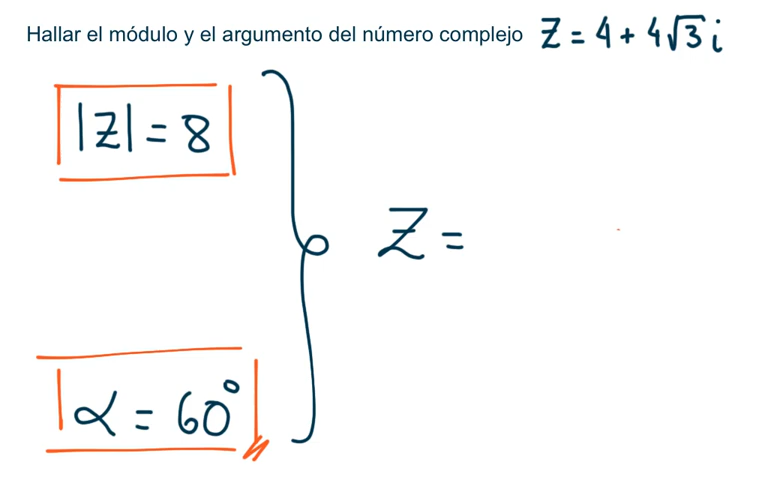 Hallar el módulo y el argumento del número complejo Z = 4 + 4√3 i
|Z| = 8
Z =
α = 60°